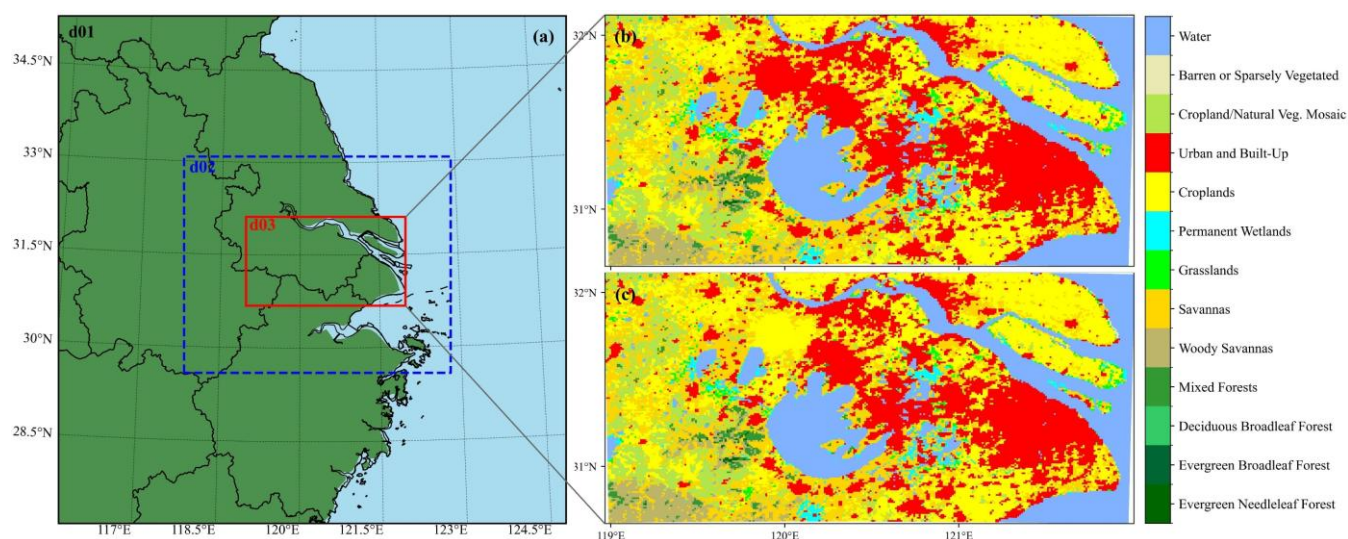 d01
(a)
34.5°N
33°N
31.5°N
30°N
28.5°N
d02
d03
117°E
118.5°E
120°E
121.5°E
123°E
124.5°E
(b)
32°N
31°N
(c)
32°N
31°N
119°E
120°E
121°E
Water
Barren or Sparsely Vegetated
Cropland/Natural Veg. Mosaic
Urban and Built-Up
Croplands
Permanent Wetlands
Grasslands
Savannas
Woody Savannas
Mixed Forests
Deciduous Broadleaf Forest
Evergreen Broadleaf Forest
Evergreen Needleleaf Forest